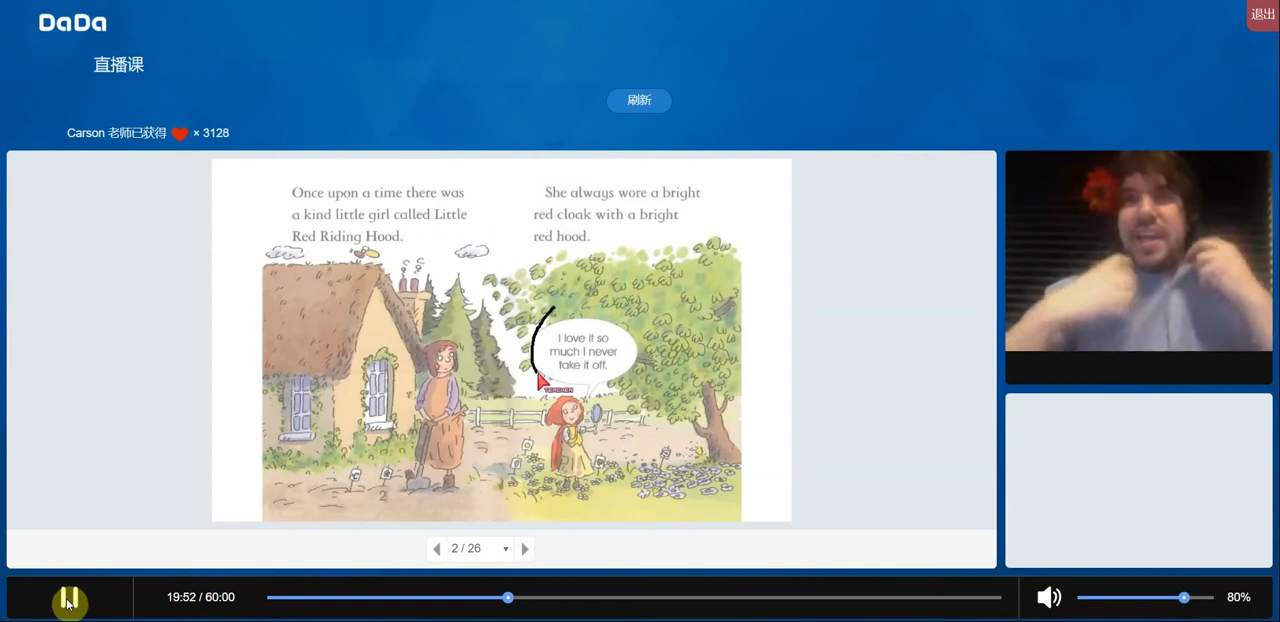 DaDa
退出
直播课
刷新
Carson 老师已获得 × 3128
Once upon a time there was
a kind little girl called Little
Red Riding Hood.
She always wore a bright
red cloak with a bright
red hood.
I love it so
much I never
take it off.
TEACHER
2
2 / 26
19:52 / 60:00
80%